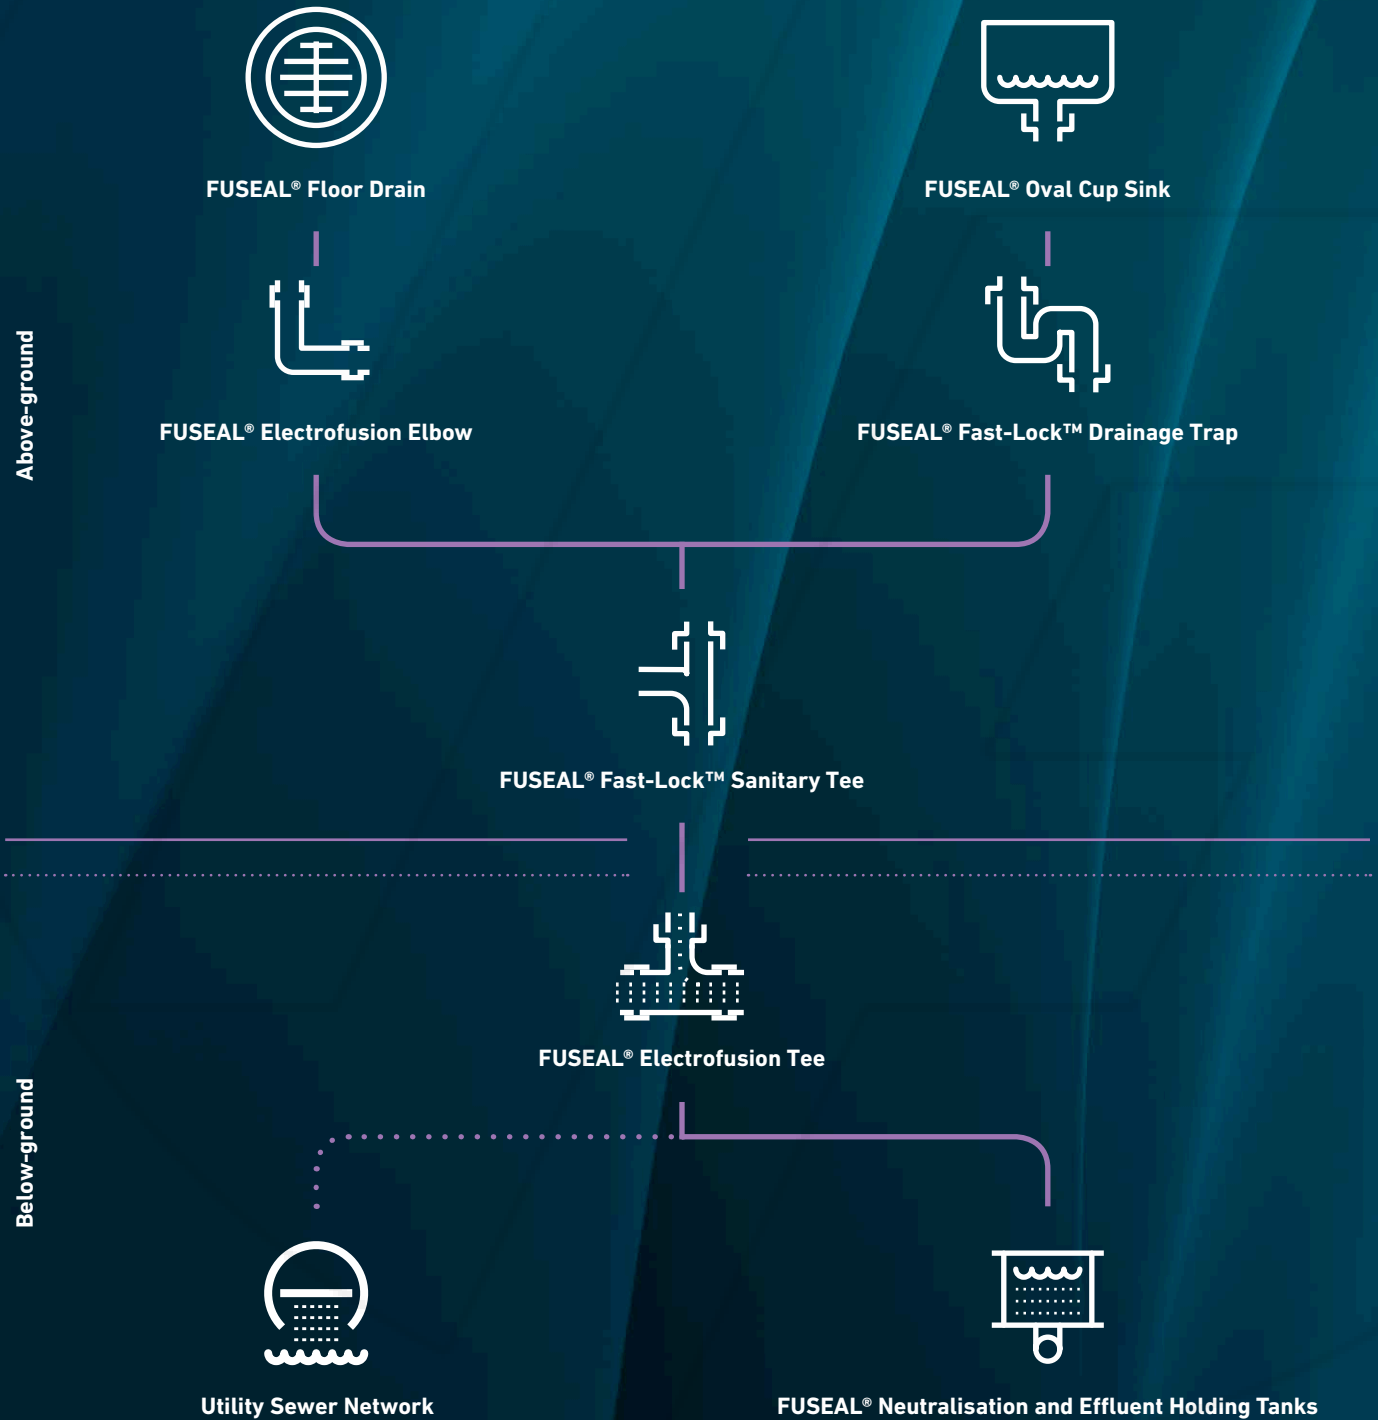 FUSEAL® Floor Drain
FUSEAL® Oval Cup Sink
Above-ground
FUSEAL® Electrofusion Elbow
FUSEAL® Fast-Lock™ Drainage Trap
FUSEAL® Fast-Lock™ Sanitary Tee
FUSEAL® Electrofusion Tee
Below-ground
Utility Sewer Network
FUSEAL® Neutralisation and Effluent Holding Tanks